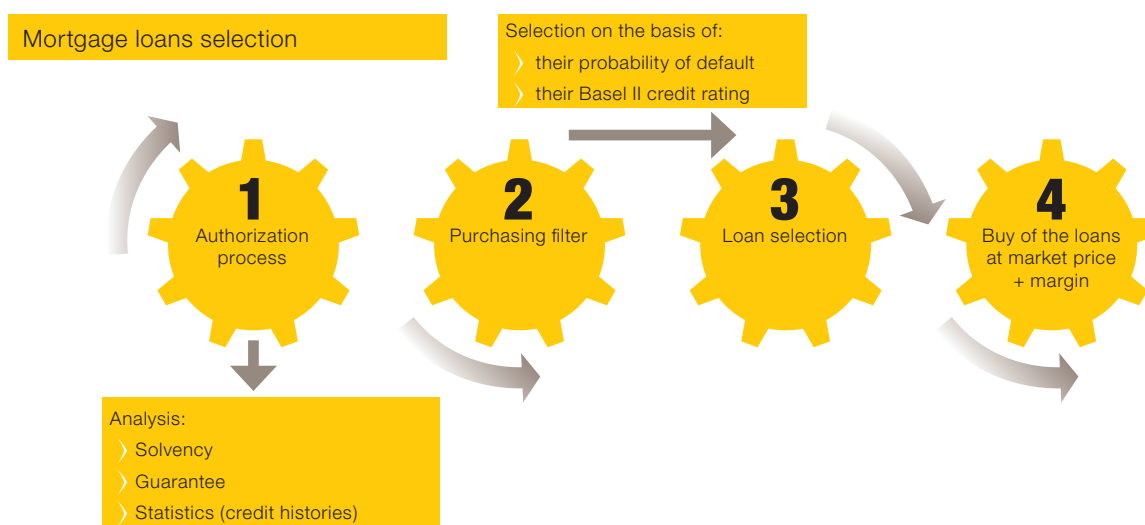 Mortgage loans selection
Selection on the basis of:
their probability of default
their Basel II credit rating
1
Authorization
process
2
Purchasing filter
3
Loan selection
4
Buy of the loans
at market price
+ margin
Analysis:
Solvency
Guarantee
Statistics (credit histories)